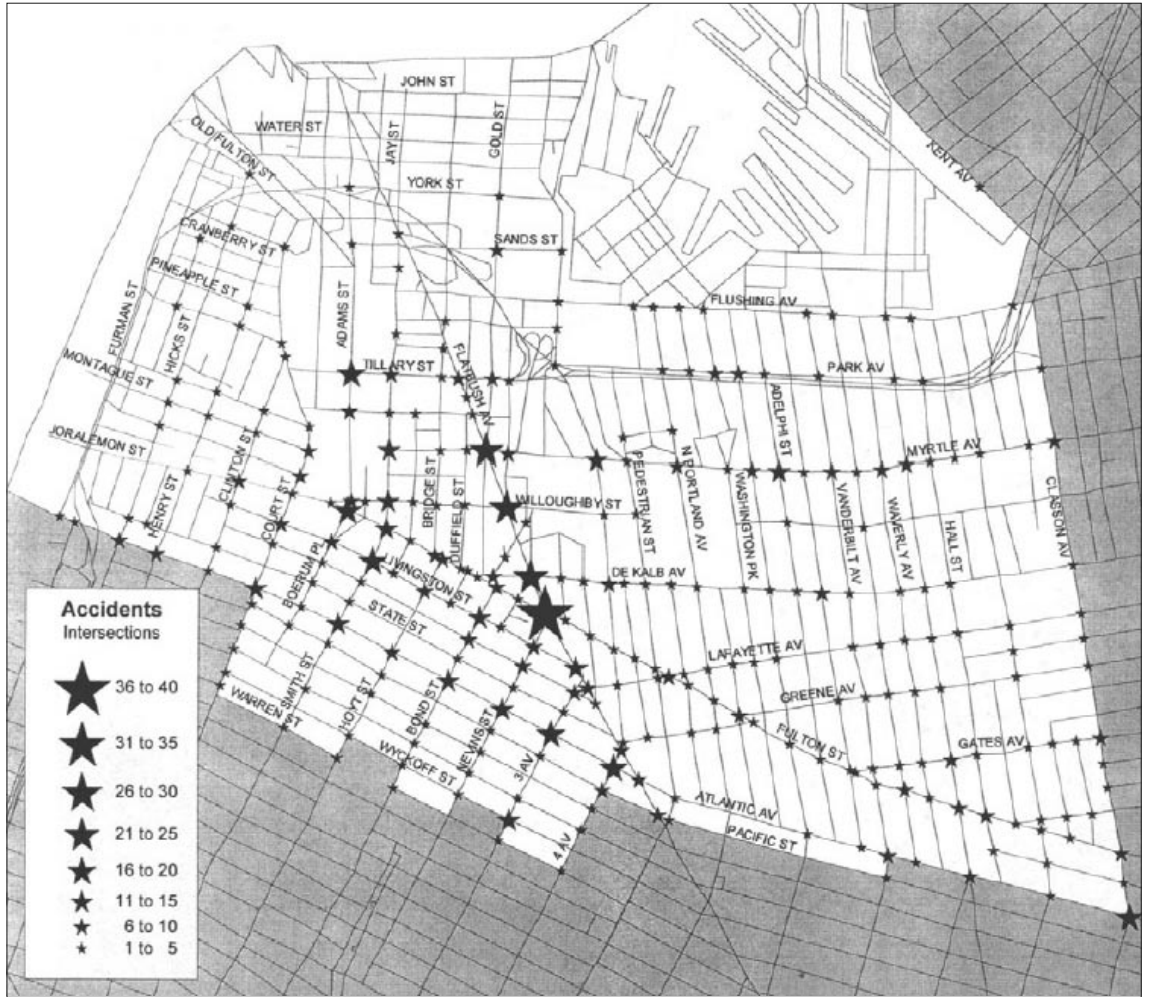 JOHN ST
WATER ST
JAY ST
GOLD ST
OLD FULTON ST
KENT AV
YORK ST
CRANBERRY ST
SANDS ST
PINEAPPLE ST
FLUSHING AV
FURMAN ST
HICKS ST
ADAMS ST
MONTAGUE ST
TILLARY ST
FLATBUSH AV
PARK AV
ADELPHI ST
JORALEMON ST
CLINTON ST
MYRTLE AV
HENRY ST
COURT ST
BRIDGE ST
DUFFIELD ST
WILLOUGHBY ST
PEDESTRIAN ST
N PORTLAND AV
WASHINGTON PK
VANDERBILT AV
WAVERLY AV
HALL ST
CLASSON AV
BOERUM PL
LIVINGSTON ST
DE KALB AV
STATE ST
LAFAYETTE AV
SMITH ST
HOYT ST
BOND ST
NEVINS ST
GREENE AV
WARREN ST
WYCKOFF ST
3 AV
FULTON ST
GATES AV
ATLANTIC AV
PACIFIC ST
4 AV
Accidents
Intersections
36 to 40
31 to 35
26 to 30
21 to 25
16 to 20
11 to 15
6 to 10
1 to 5